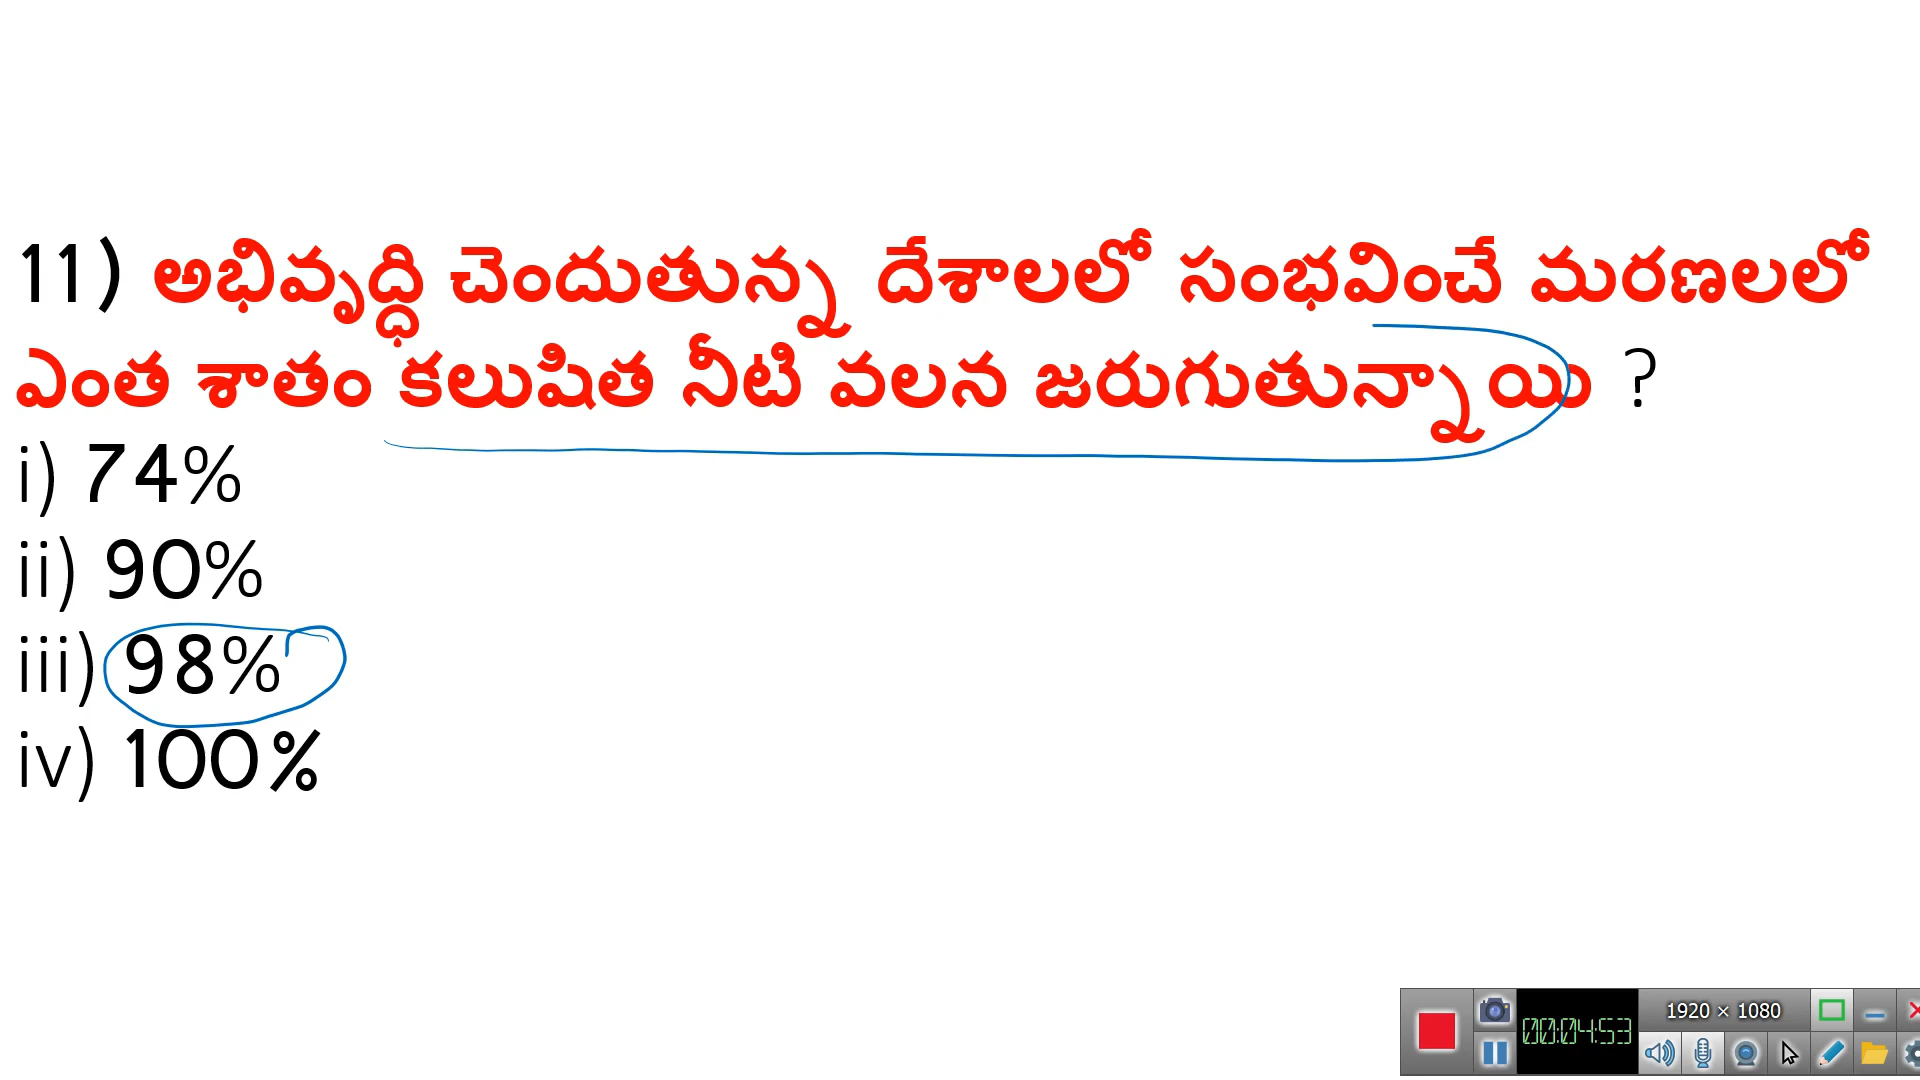 11) అభివృద్ధి చెందుతున్న దేశాలలో సంభవించే మరణలలో
ఎంత శాతం కలుషిత నీటి వలన జరుగుతున్నాయి ?
i) 74%
ii) 90%
iii) 98%
iv) 100%
1920 × 1080
00:04:53